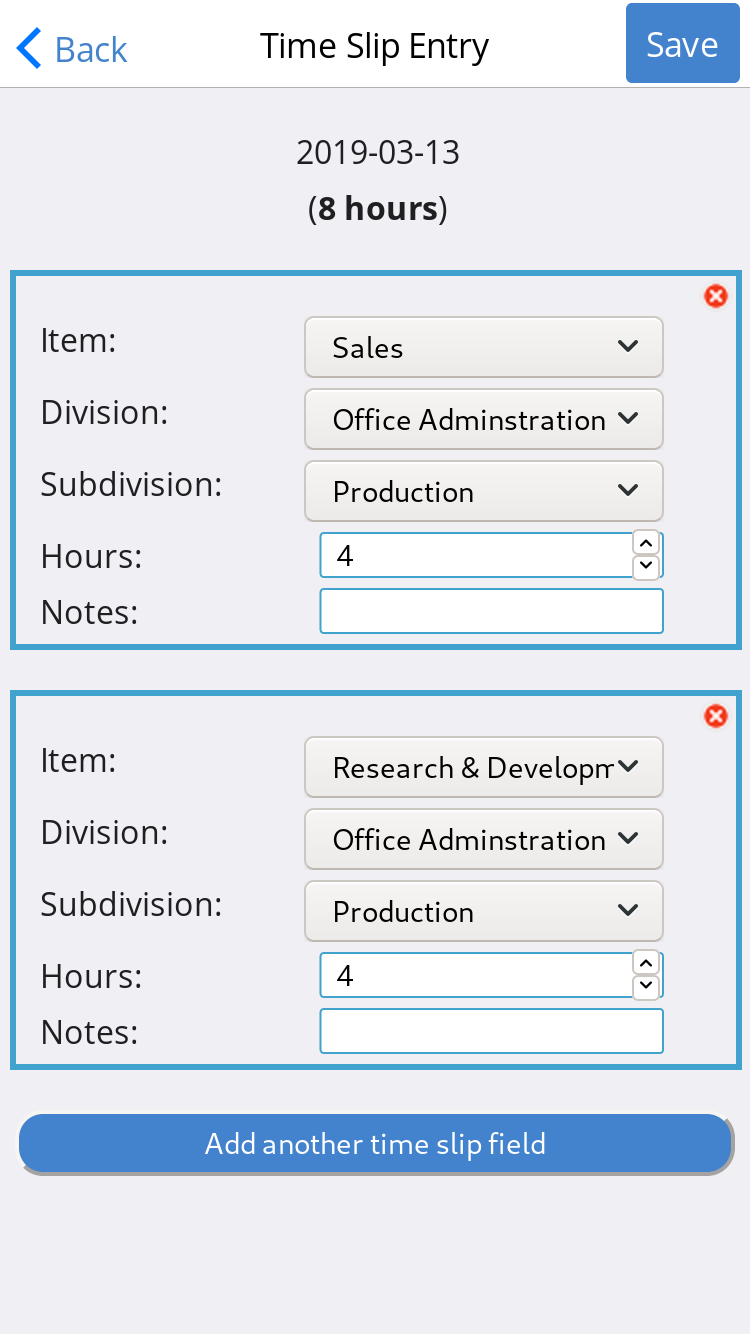 Back Time Slip Entry Save
2019-03-13
(8 hours)
Item: Sales
Division: Office Adminstration
Subdivision: Production
Hours: 4
Notes:
Item: Research & Developm
Division: Office Adminstration
Subdivision: Production
Hours: 4
Notes:
Add another time slip field